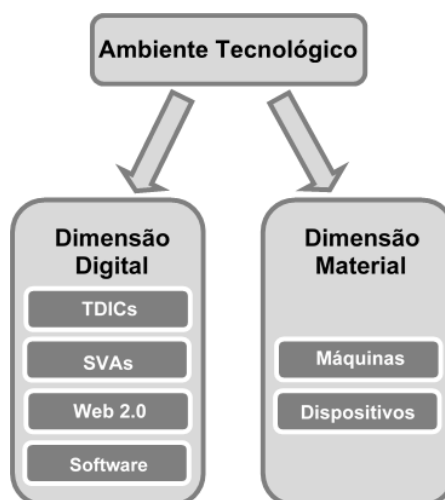 Ambiente Tecnológico
Dimensão
Digital
TDICs
SVAs
Web 2.0
Software
Dimensão
Material
Máquinas
Dispositivos